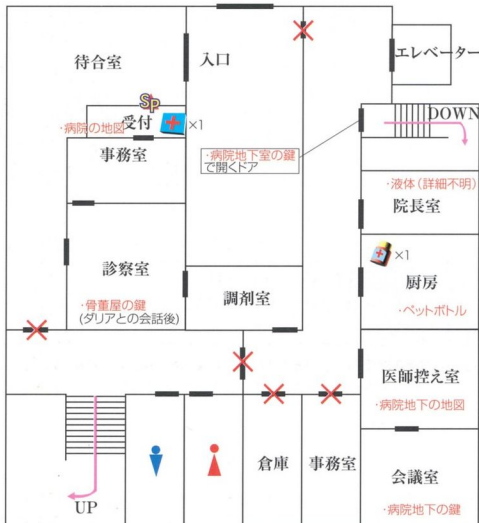 待合室
入口
エレベーター
Sp
受付
×1
・病院の地図
事務室
・病院地下室の鍵
で開くドア
DOWN
・液体（詳細不明）
院長室
×1
厨房
・ペットボトル
診察室
・骨董屋の鍵
（ダリアとの会話後）
調剤室
医師控え室
・病院地下の地図
倉庫
事務室
会議室
・病院地下の鍵
UP